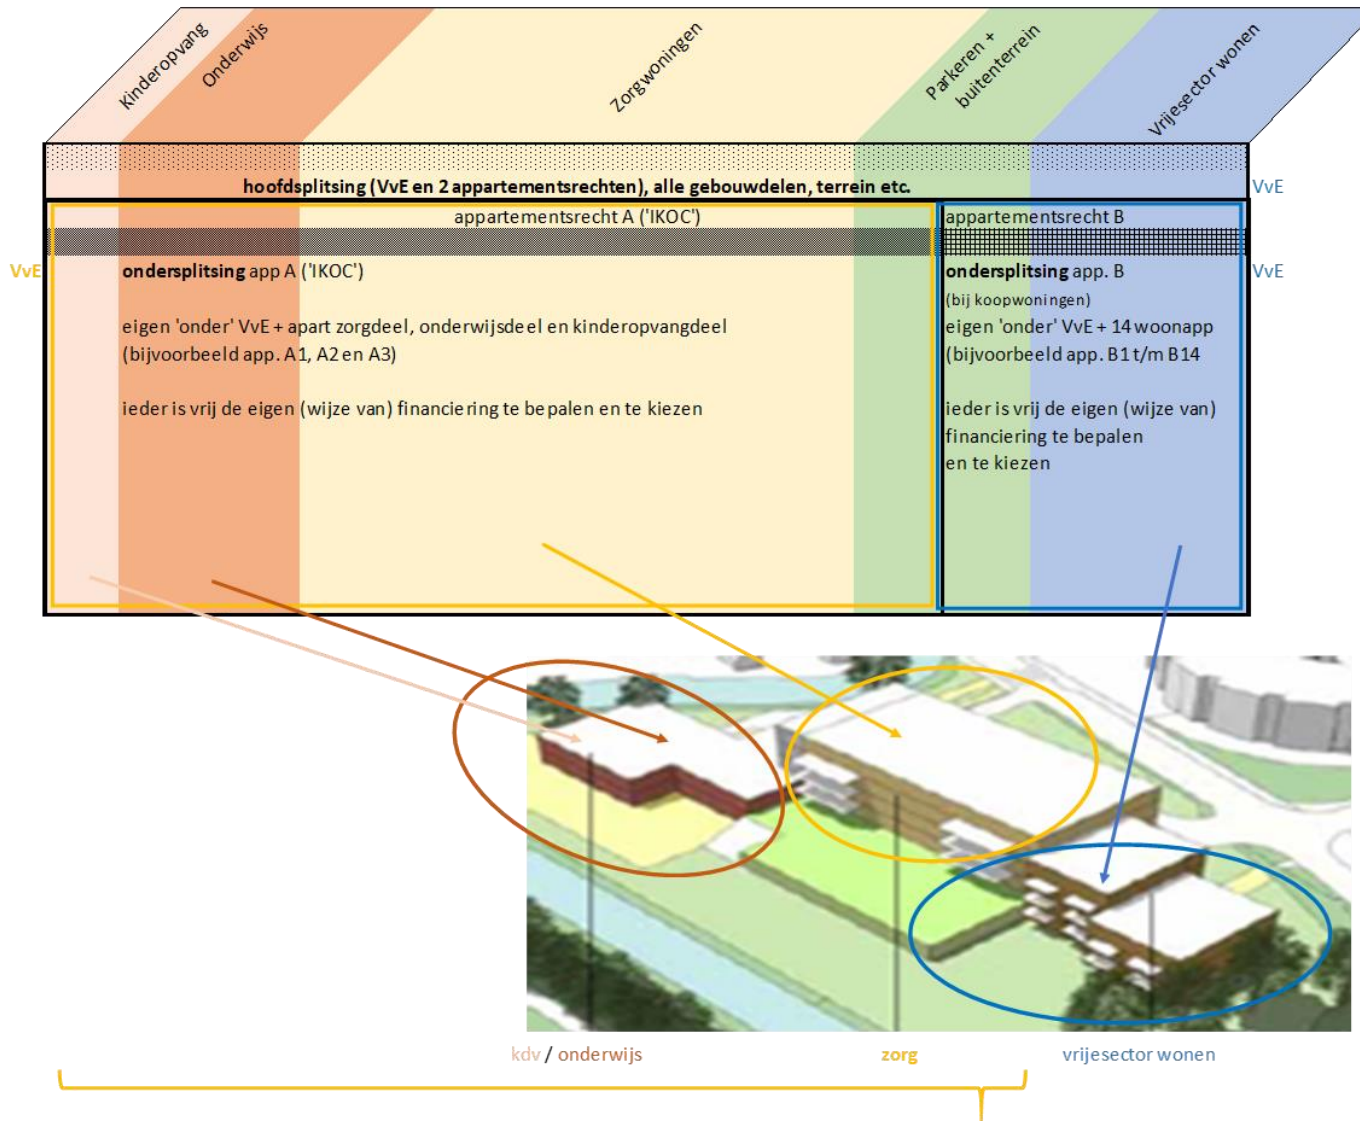 Kinderopvang
Onderwijs
Zorgwoningen
Parkeren +
buitenterrein
Vrijesector wonen
hoofdsplitsing (VvE en 2 appartementsrechten), alle gebouwdelen, terrein etc.
VvE
appartementsrecht A ('IKOC')
appartementsrecht B
VvE
ondersplitsing app A ('IKOC')
eigen 'onder' VvE + apart zorgdeel, onderwijsdeel en kinderopvangdeel
(bijvoorbeeld app. A1, A2 en A3)
ieder is vrij de eigen (wijze van) financiering te bepalen en te kiezen
ondersplitsing app. B
VvE
(bij koopwoningen)
eigen 'onder' VvE + 14 woonapp
(bijvoorbeeld app. B1 t/m B14
ieder is vrij de eigen (wijze van)
financiering te bepalen
en te kiezen
kdv / onderwijs
zorg
vrijesector wonen